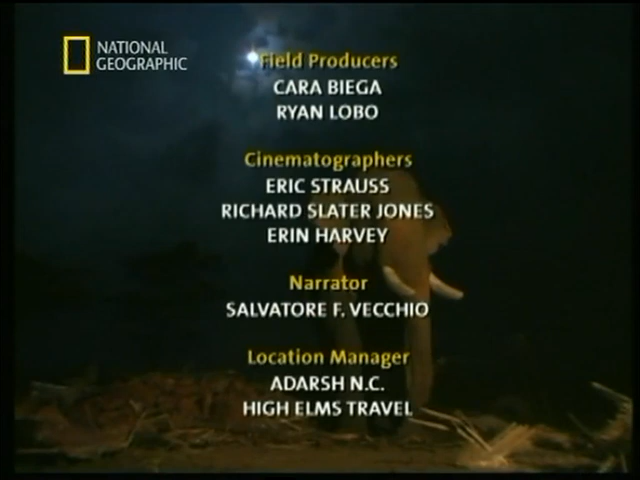 NATIONAL
GEOGRAPHIC
Field Producers
CARA BIEGA
RYAN LOBO
Cinematographers
ERIC STRAUSS
RICHARD SLATER JONES
ERIN HARVEY
Narrator
SALVATORE F. VECCHIO
Location Manager
ADARSH N.C.
HIGH ELMS TRAVEL